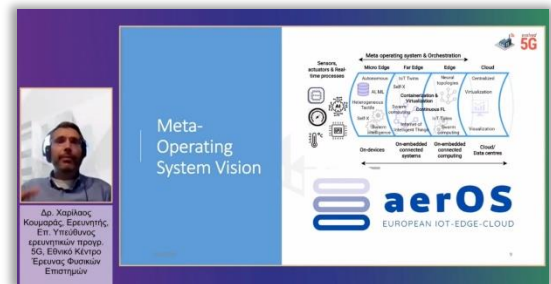 5G
Meta-
Operating
System Vision
Meta operating system & Orchestration
Sensors,
actuators & Real-
time processes
Micro Edge Far Edge Edge Cloud
Autonomous IoT Twins Neural
topologies Centralized
Self-X
AI, ML
Containerization &
Virtualization Virtualization
Heterogeneous
Tactile Swarm
computing Continuous FL
Self-X IoT Twins
Swarm
intelligence Internet of
Intelligent Things Swarm
computing Visualization
On-devices On-embedded
connected
systems On-embedded
connected
computing Cloud/
Data centres
aerOS
EUROPEAN IOT-EDGE-CLOUD
Δρ. Χαρίλαος
Κουμαράς, Ερευνητής,
Επ. Υπεύθυνος
ερευνητικών προγρ.
5G, Εθνικό Κέντρο
Έρευνας Φυσικών
Επιστημών